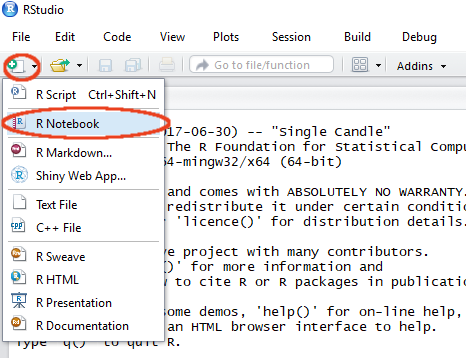 RStudio
File Edit Code View Plots Session Build Debug
Go to file/function Addins
R Script Ctrl+Shift+N
R Notebook
R Markdown...
Shiny Web App...
Text File
C++ File
R Sweave
R HTML
R Presentation
R Documentation
17-06-30) -- "Single Candle"
The R Foundation for Statistical Compu
64-mingw32/x64 (64-bit)
and comes with ABSOLUTELY NO WARRANTY.
redistribute it under certain conditio
'licence()' for distribution details.
ve project with many contributors.
()' for more information and
w to cite R or R packages in publication
some demos, 'help()' for on-line help,
an HTML browser interface to help.
Type 'q()' to quit R.